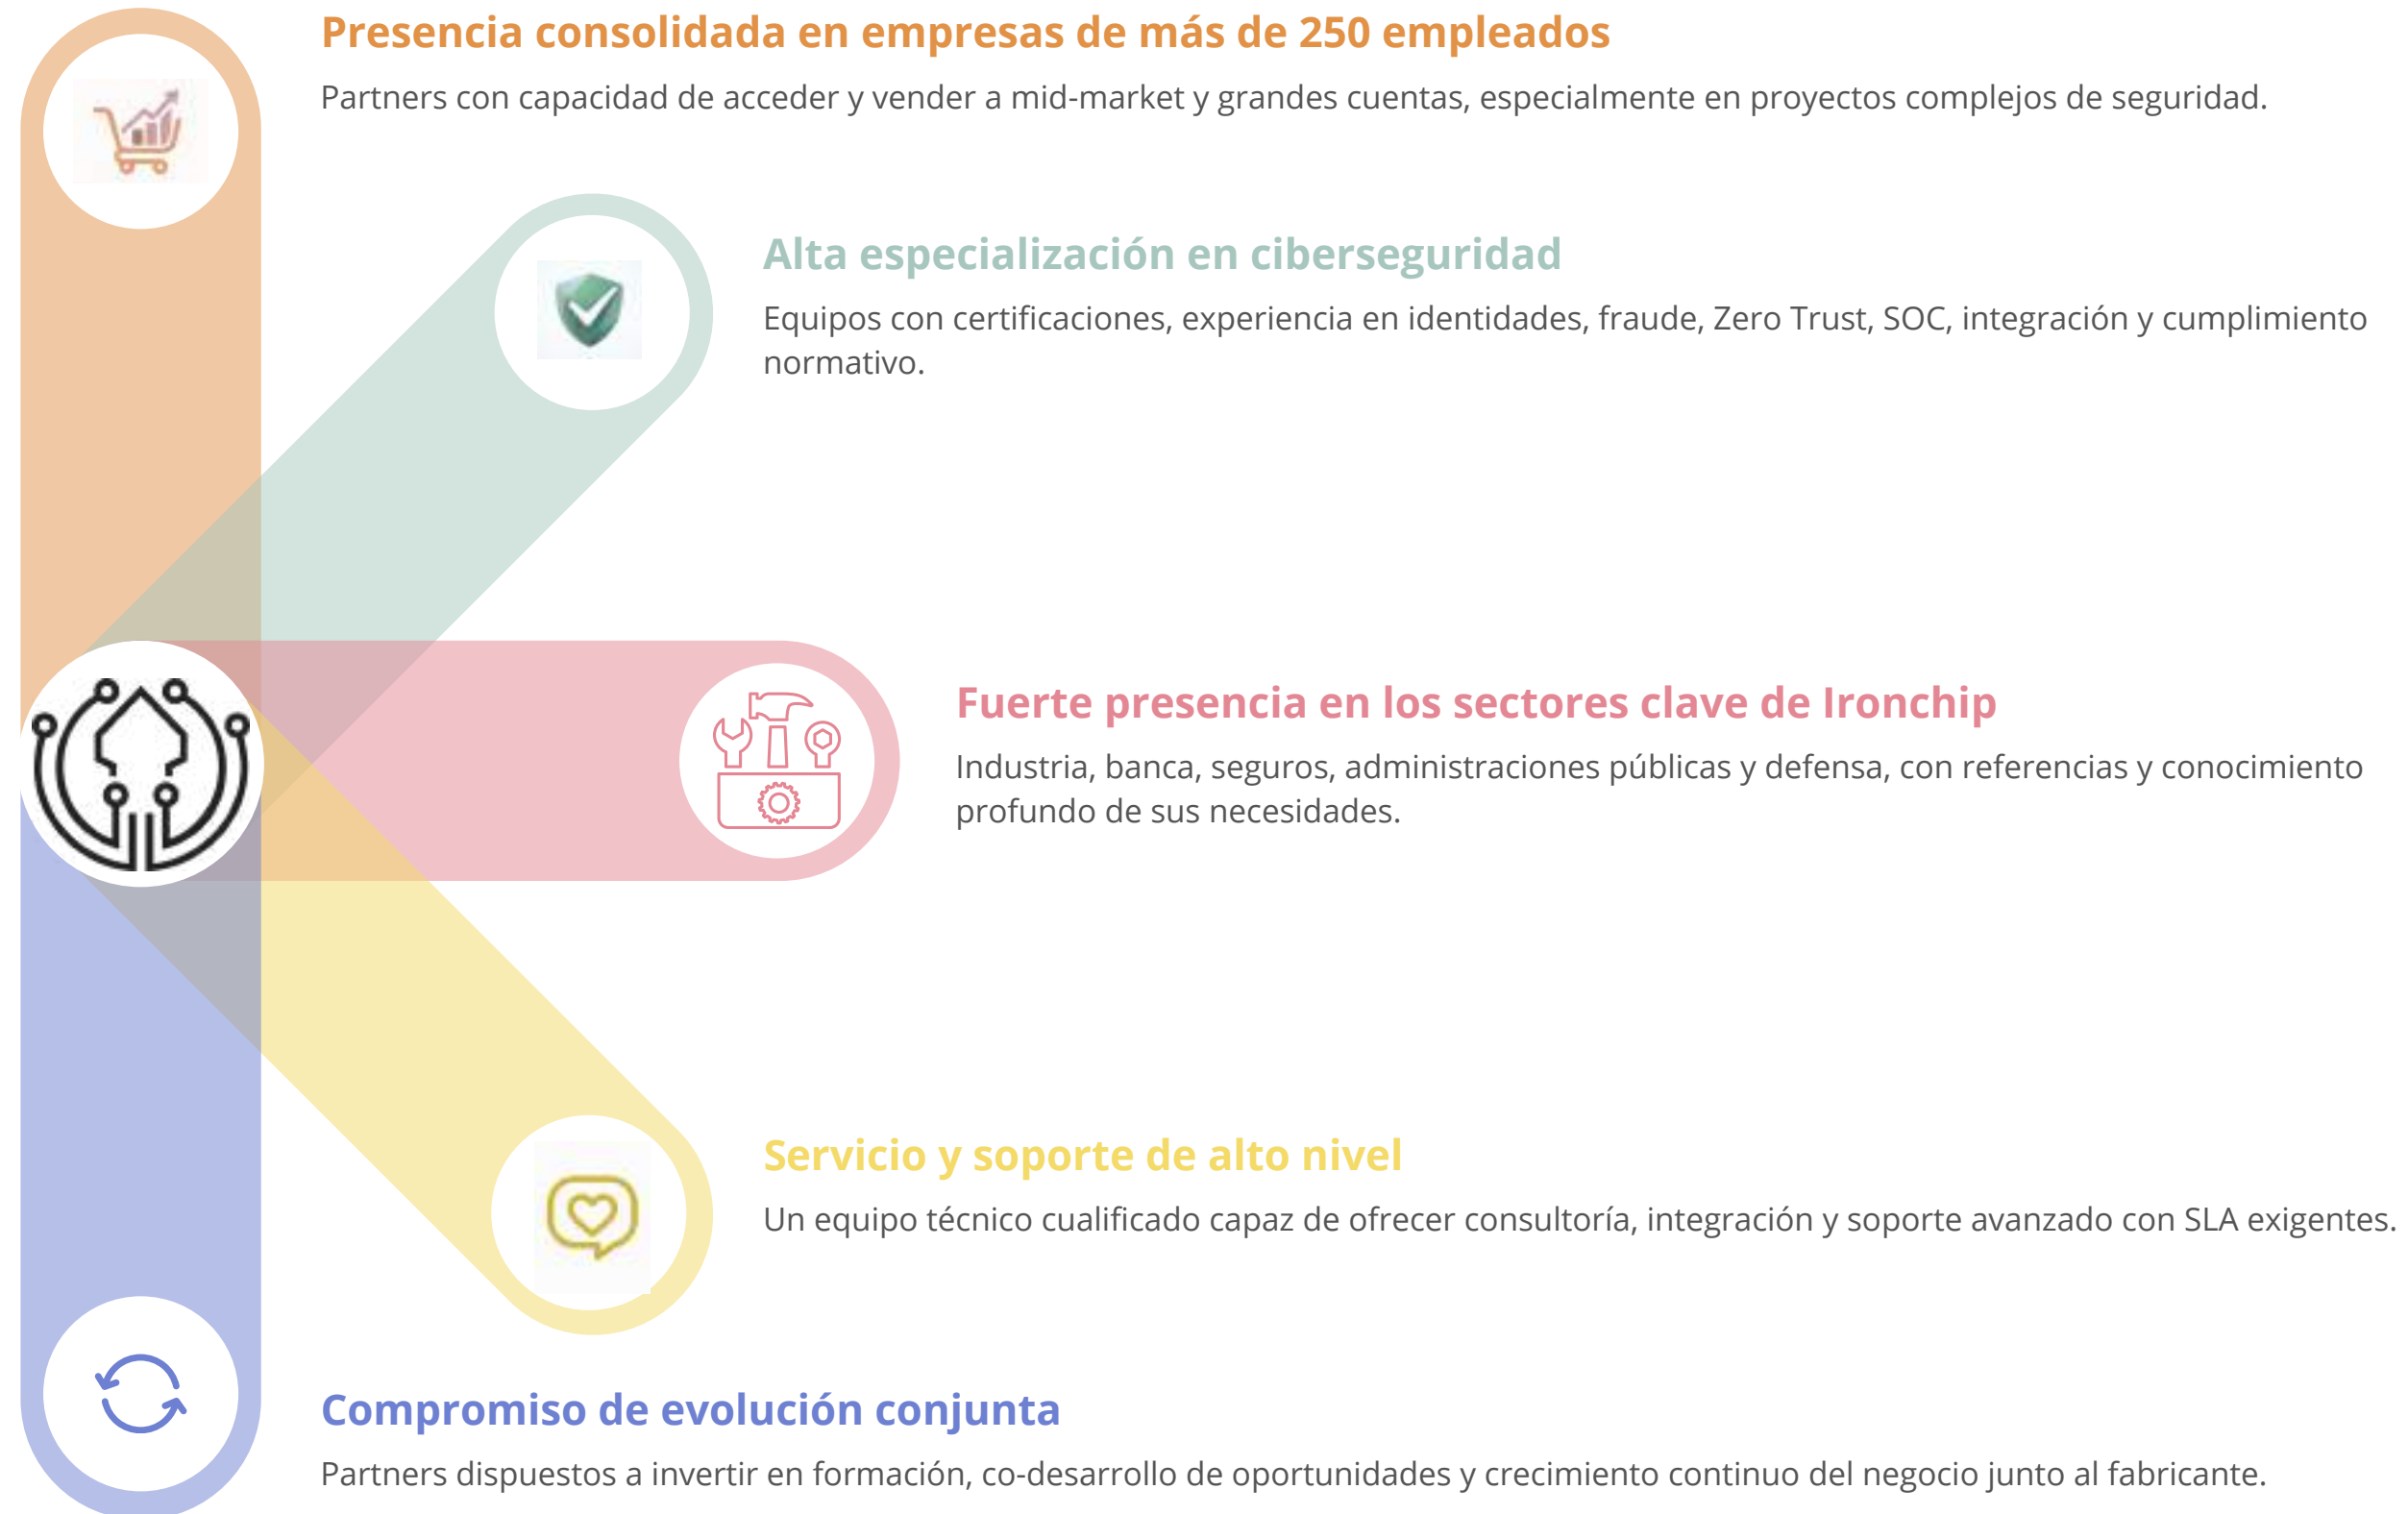 Presencia consolidada en empresas de más de 250 empleados
Partners con capacidad de acceder y vender a mid-market y grandes cuentas, especialmente en proyectos complejos de seguridad.
Alta especialización en ciberseguridad
Equipos con certificaciones, experiencia en identidades, fraude, Zero Trust, SOC, integración y cumplimiento
normativo.
Fuerte presencia en los sectores clave de Ironchip
Industria, banca, seguros, administraciones públicas y defensa, con referencias y conocimiento
profundo de sus necesidades.
Servicio y soporte de alto nivel
Un equipo técnico cualificado capaz de ofrecer consultoría, integración y soporte avanzado con SLA exigentes.
Compromiso de evolución conjunta
Partners dispuestos a invertir en formación, co-desarrollo de oportunidades y crecimiento continuo del negocio junto al fabricante.